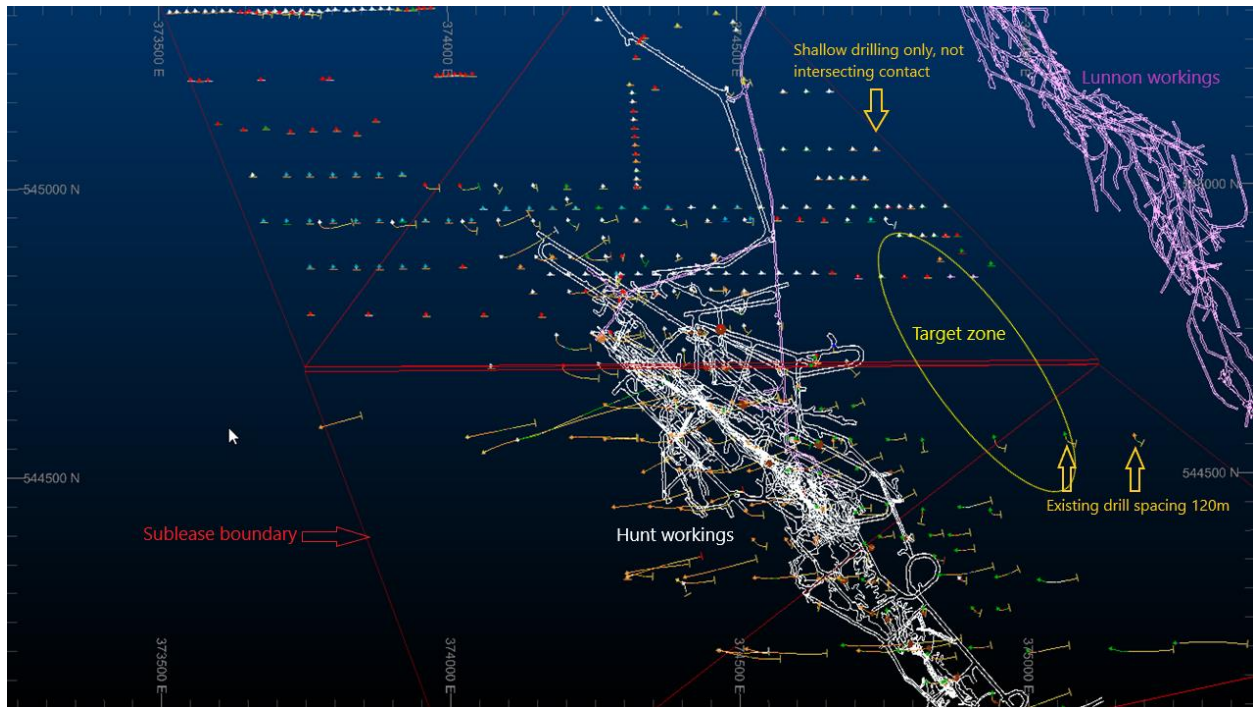 373500 E
374000 E
374500 E
Shallow drilling only, not
intersecting contact
Lunnon workings
545000 N
Target zone
544500 N
544500 N
Existing drill spacing 120m
Sublease boundary
Hunt workings
373500 E
374000 E
374500 E
375000 E